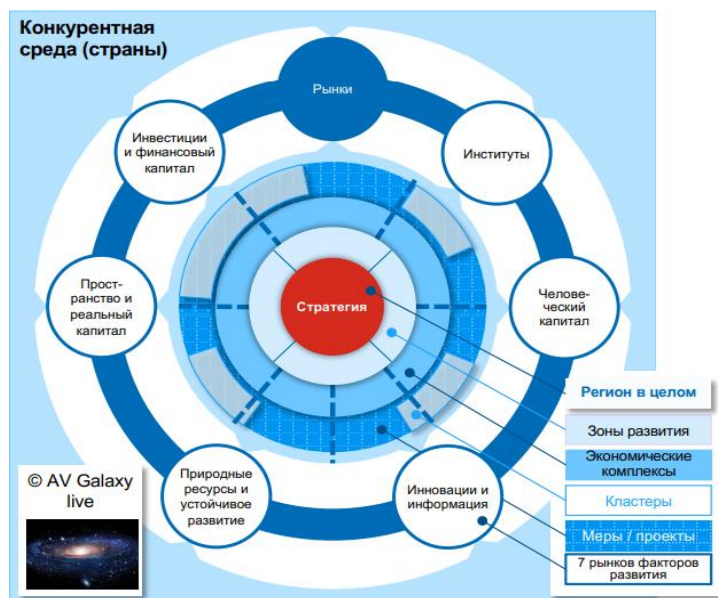 Конкурентная
среда (страны)
Рынки
Инвестиции
и финансовый
капитал
Институты
Прост-
ранство и
реальный
капитал
Стратегия
Челове-
ческий
капитал
Регион в целом
Зоны развития
Экономические
комплексы
Кластеры
Меры / проекты
7 рынков факторов
развития
Природные
ресурсы и
устойчивое
развитие
Инновации и
информация
© AV Galaxy
live